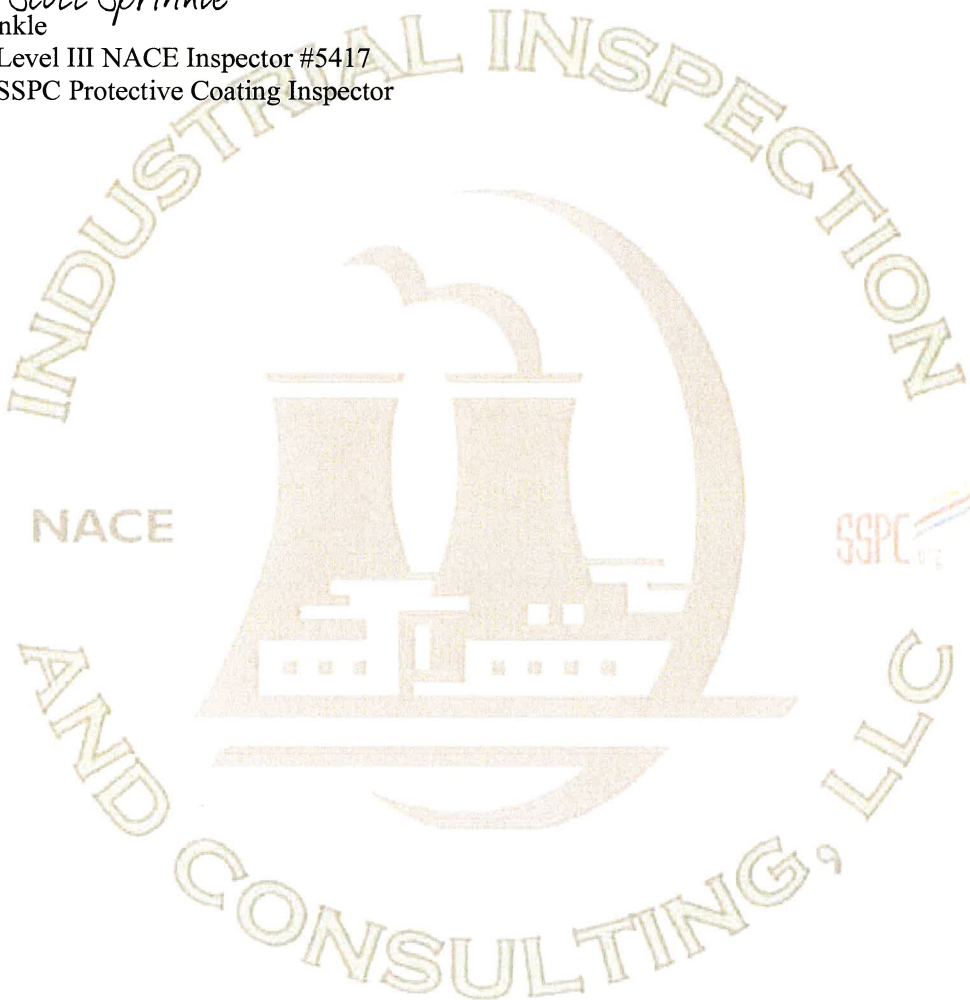 Scott Sprinkle
nkle
Level III NACE Inspector #5417
SSPC Protective Coating Inspector
INDUSTRIAL INSPECTION
NACE
SSPC
AND CONSULTING, LLC